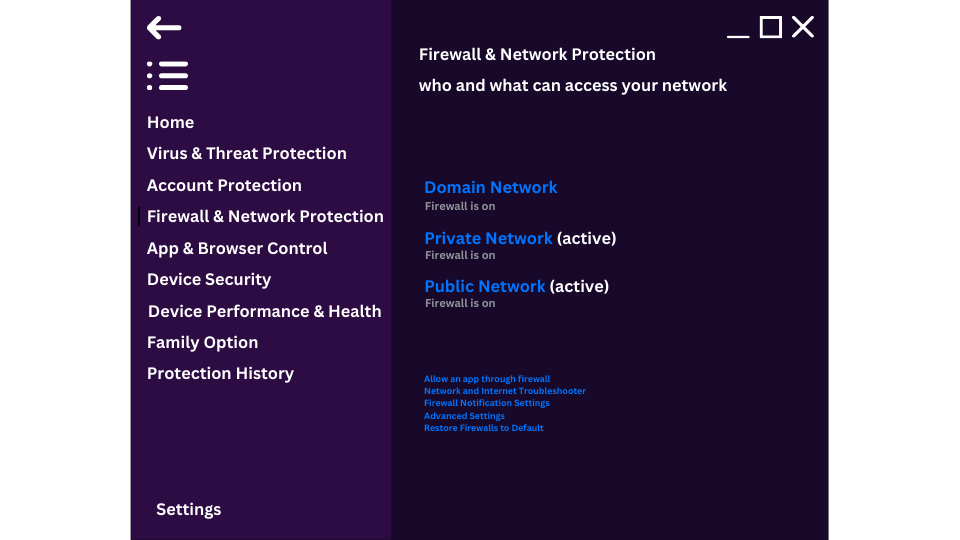 Home
Virus & Threat Protection
Account Protection
Firewall & Network Protection
App & Browser Control
Device Security
Device Performance & Health
Family Option
Protection History
Settings
Firewall & Network Protection
who and what can access your network
Domain Network
Firewall is on
Private Network (active)
Firewall is on
Public Network (active)
Firewall is on
Allow an app through firewall
Network and Internet Troubleshooter
Firewall Notification Settings
Advanced Settings
Restore Firewalls to Default